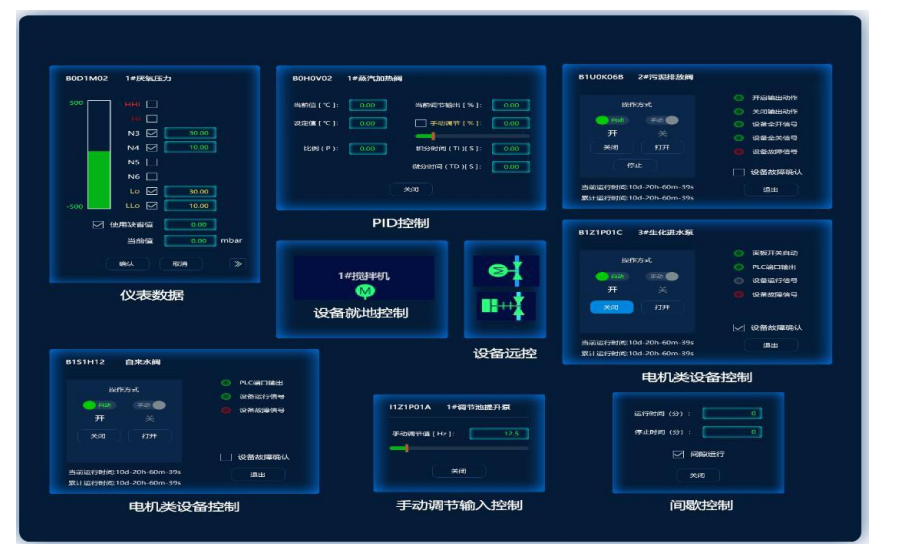 B0D1M02 1#厌氧压力
500
HHI
HI
N3 30.00
N4 10.00
N5
N6
Lo 30.00
-500 LLo 10.00
使用缺省值 0.00
当前值 0.00 mbar
确认 取消 >>
仪表数据
B0H0V02 1#蒸汽加热阀
当前值 [ ℃ ]: 0.00 当前调节输出 [ % ]: 0.00
设定值 [ ℃ ]: 0.00 手动调节 [ % ]: 0.00
比例 ( P ): 0.00 积分时间 ( TI )[ S ]: 0.00
微分时间 ( TD )[ S ]: 0.00
关闭
PID控制
B1U0K06B 2#污泥排放阀
操作方式
自动 手动
开 关
关闭 打开
停止
开启输出动作
关闭输出动作
设备全开信号
设备全关信号
设备故障信号
设备故障确认
当前运行时间:10d-20h-60m-39s
累计运行时间:10d-20h-60m-39s
退出
1#搅拌机
M
设备就地控制
设备远控
B1Z1P01C 3#生化进水泵
操作方式
自动 手动
开 关
关闭 打开
面板开关自动
PLC端口输出
设备运行信号
设备故障信号
设备故障确认
当前运行时间:10d-20h-60m-39s
累计运行时间:10d-20h-60m-39s
退出
电机类设备控制
B1S1H12 自来水阀
操作方式
自动 手动
开 关
关闭 打开
PLC端口输出
设备运行信号
设备故障信号
设备故障确认
当前运行时间:10d-20h-60m-39s
累计运行时间:10d-20h-60m-39s
退出
电机类设备控制
I1Z1P01A 1#调节池提升泵
手动调节值 [ Hz ]: 12.5
关闭
手动调节输入控制
运行时间（分）: 0
停止时间（分）: 0
间隙运行
关闭
间歇控制